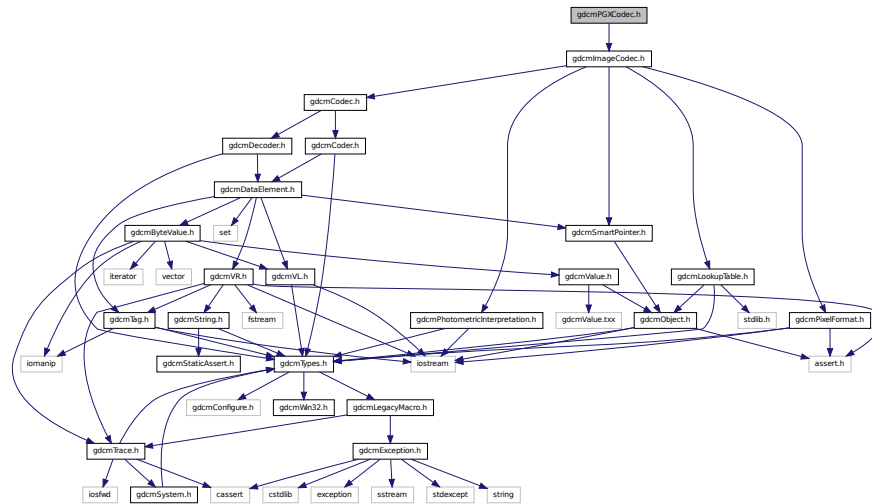 gdcmPGXCodec.h
gdcmImageCodec.h
gdcmCodec.h
gdcmDecoder.h
gdcmCoder.h
gdcmDataElement.h
gdcmByteValue.h
set
gdcmSmartPointer.h
iterator
vector
gdcmVR.h
gdcmVL.h
gdcmValue.h
gdcmLookupTable.h
gdcmTag.h
gdcmString.h
fstream
gdcmPhotometricInterpretation.h
gdcmValue.txx
gdcmObject.h
stdlib.h
gdcmPixelFormat.h
iomanip
gdcmStaticAssert.h
gdcmTypes.h
iostream
assert.h
gdcmConfigure.h
gdcmWin32.h
gdcmLegacyMacro.h
gdcmTrace.h
gdcmException.h
iosfwd
gdcmSystem.h
cassert
cstdlib
exception
sstream
stdexcept
string